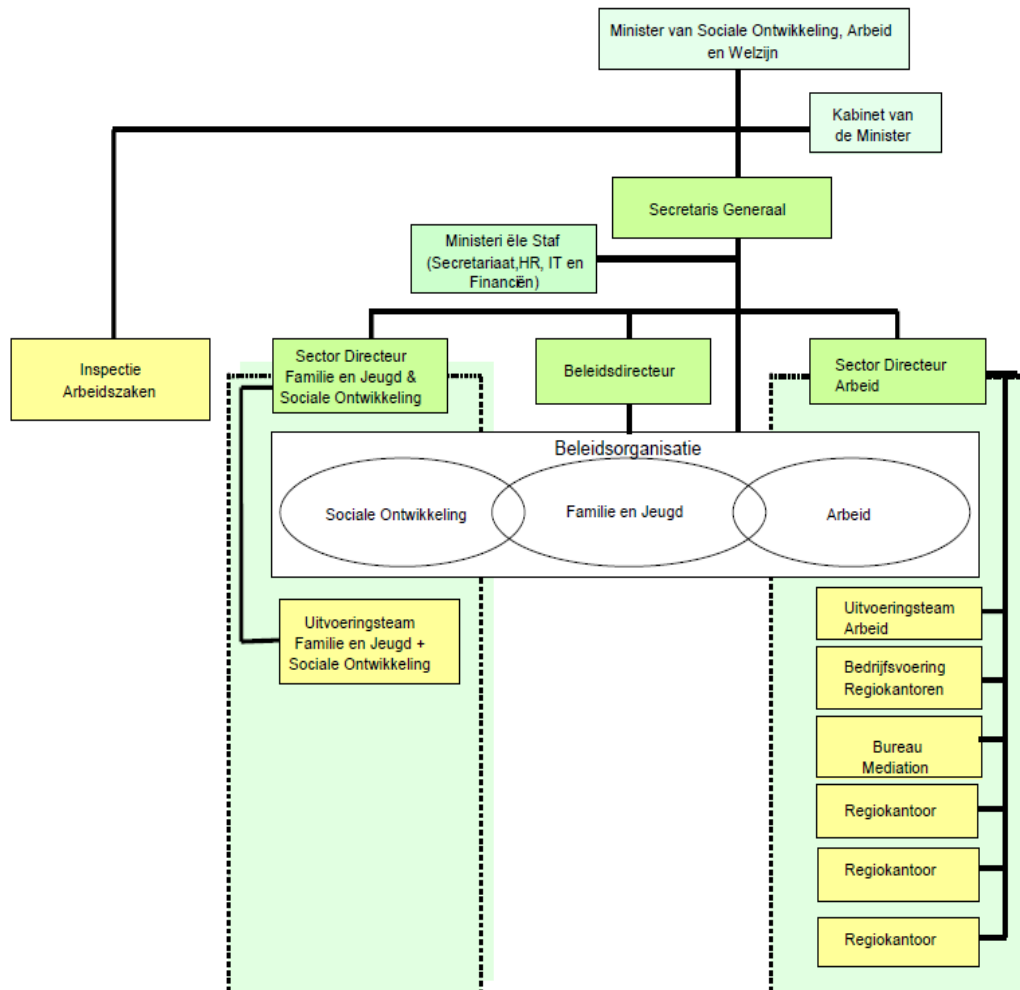 Minister van Sociale Ontwikkeling, Arbeid
en Welzijn
Kabinet van
de Minister
Secretaris Generaal
Ministeri ële Staf
(Secretariaat,HR, IT en
Financiën)
Inspectie
Arbeidszaken
Sector Directeur
Familie en Jeugd &
Sociale Ontwikkeling
Beleidsdirecteur
Sector Directeur
Arbeid
Beleidsorganisatie
Sociale Ontwikkeling
Familie en Jeugd
Arbeid
Uitvoeringsteam
Familie en Jeugd +
Sociale Ontwikkeling
Uitvoeringsteam
Arbeid
Bedrijfsvoering
Regiokantoren
Bureau
Mediation
Regiokantoor
Regiokantoor
Regiokantoor